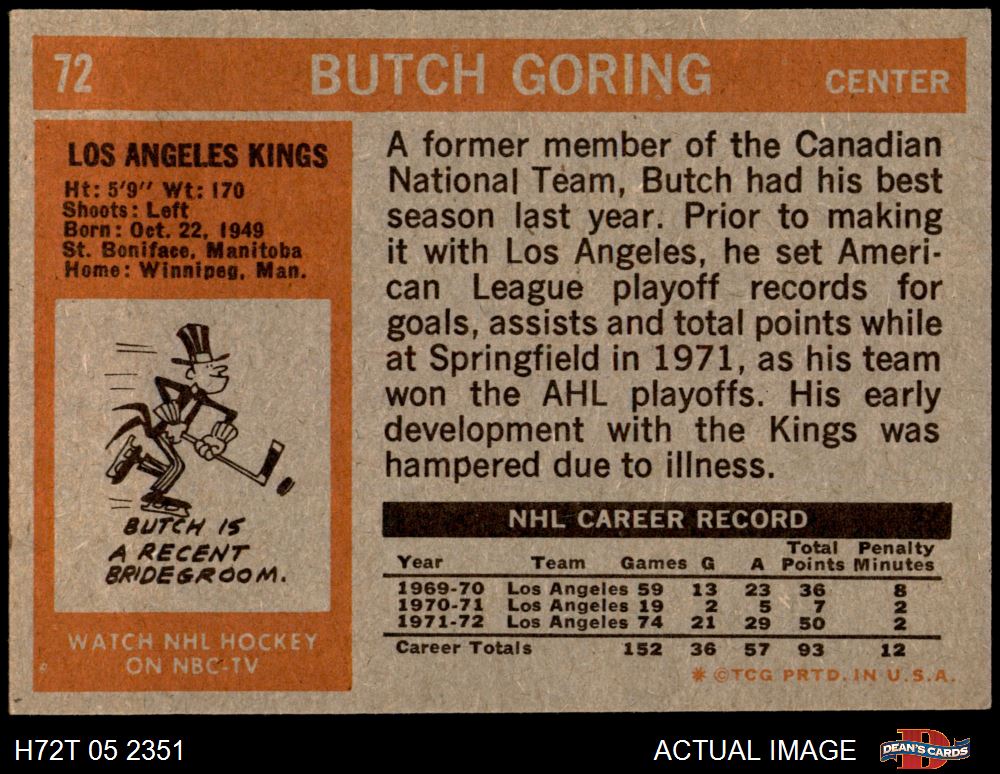 72 BUTCH GORING CENTER
LOS ANGELES KINGS
Ht: 5'9" Wt: 170
Shoots: Left
Born: Oct. 22, 1949
St. Boniface, Manitoba
Home: Winnipeg, Man.
BUTCH IS
A RECENT
BRIDEGROOM.
WATCH NHL HOCKEY
ON NBC-TV
A former member of the Canadian
National Team, Butch had his best
season last year. Prior to making
it with Los Angeles, he set Ameri-
can League playoff records for
goals, assists and total points while
at Springfield in 1971, as his team
won the AHL playoffs. His early
development with the Kings was
hampered due to illness.
NHL CAREER RECORD
Year Team Games G A Total Points Penalty Minutes
1969-70 Los Angeles 59 13 23 36 8
1970-71 Los Angeles 19 2 5 7 2
1971-72 Los Angeles 74 21 29 50 2
Career Totals 152 36 57 93 12
* ©TCG PRTD. IN U.S.A.
H72T 05 2351 ACTUAL IMAGE DEAN'S CARDS